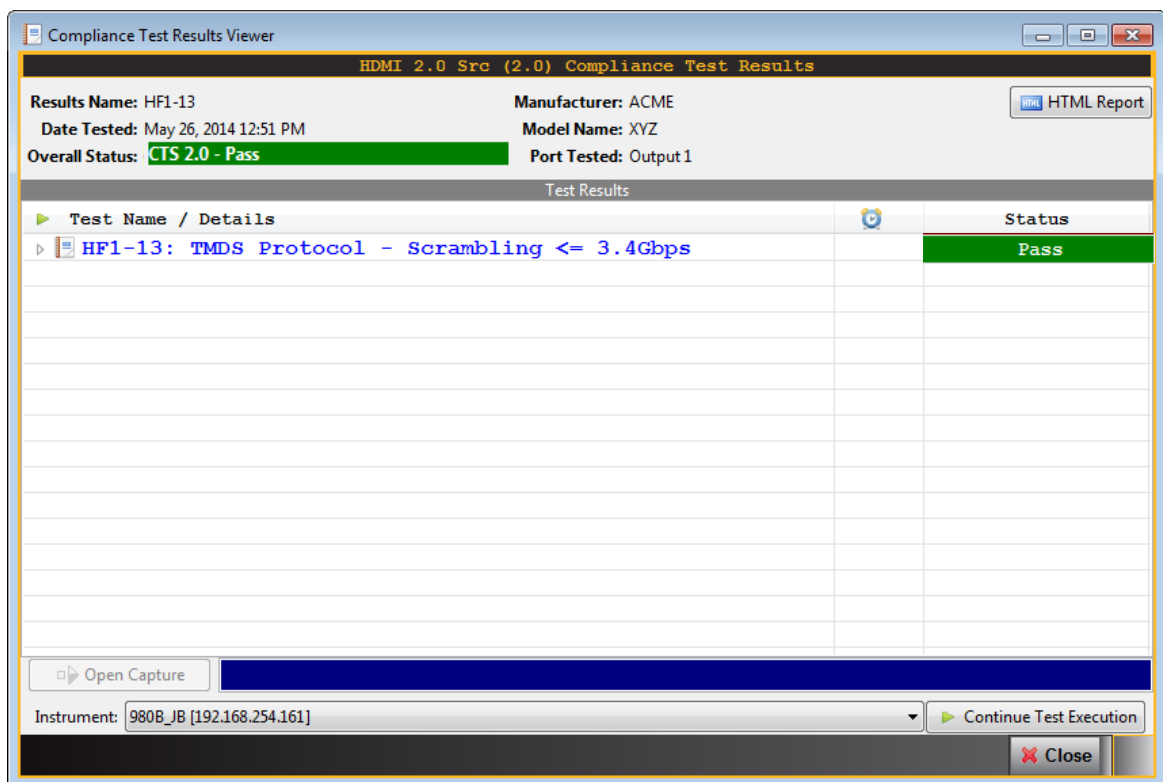 Compliance Test Results Viewer
HDMI 2.0 Src (2.0) Compliance Test Results
Results Name: HF1-13
Manufacturer: ACME
HTML HTML Report
Date Tested: May 26, 2014 12:51 PM
Model Name: XYZ
Overall Status: CTS 2.0 - Pass
Port Tested: Output 1
Test Results
Test Name / Details
Status
HF1-13: TMDS Protocol - Scrambling <= 3.4Gbps
Pass
Open Capture
Instrument: 980B_JB [192.168.254.161]
Continue Test Execution
Close